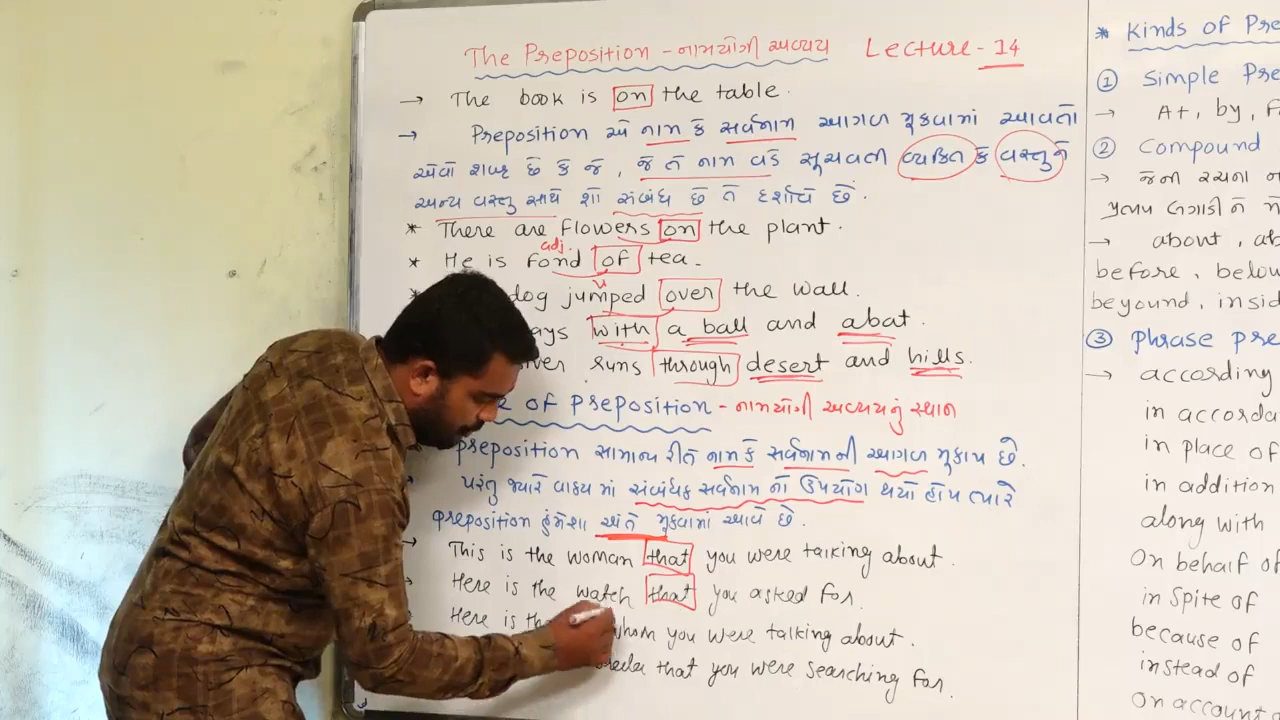 The Preposition - નામયોગી અવ્યય Lecture - 14
→ The book is on the table.
→ Preposition એ નામ કે સર્વનામ આગળ મૂકવામાં આવતો
એવો શબ્દ છે કે જે, જે તે નામ વડે સૂચવતી વ્યકિત કે વસ્તુને
અન્ય વસ્તુ સાથે શો સંબંધ છે તે દર્શાવે છે.
* There are flowers on the plant.
adj.
* He is fond of tea.
v
* dog jumped over the wall.
with a ball and abat.
runs through desert and hills.
of Preposition - નામયોગી અવ્યયનું સ્થાન
preposition સામાન્ય રીતે નામ કે સર્વનામની આગળ મૂકાય છે.
પરંતુ જ્યારે વાકય માં સંબંધક સર્વનામ નો ઉપયોગ થયો હોય ત્યારે
preposition હંમેશા અંતે મૂકવામાં આવે છે.
→ This is the woman that you were talking about.
Here is the watch that you asked for.
Here is the whom you were talking about.
that you were searching for.
* Kinds of Pre
① Simple Pre
→ At, by, F
② Compound
→ જેની રચના
→ about, ab
before, below
beyound, insid
③ Phrase pre
→ according
in accorda
in place of
in addition
along with
On behalf of
in spite of
because of
instead of
On account